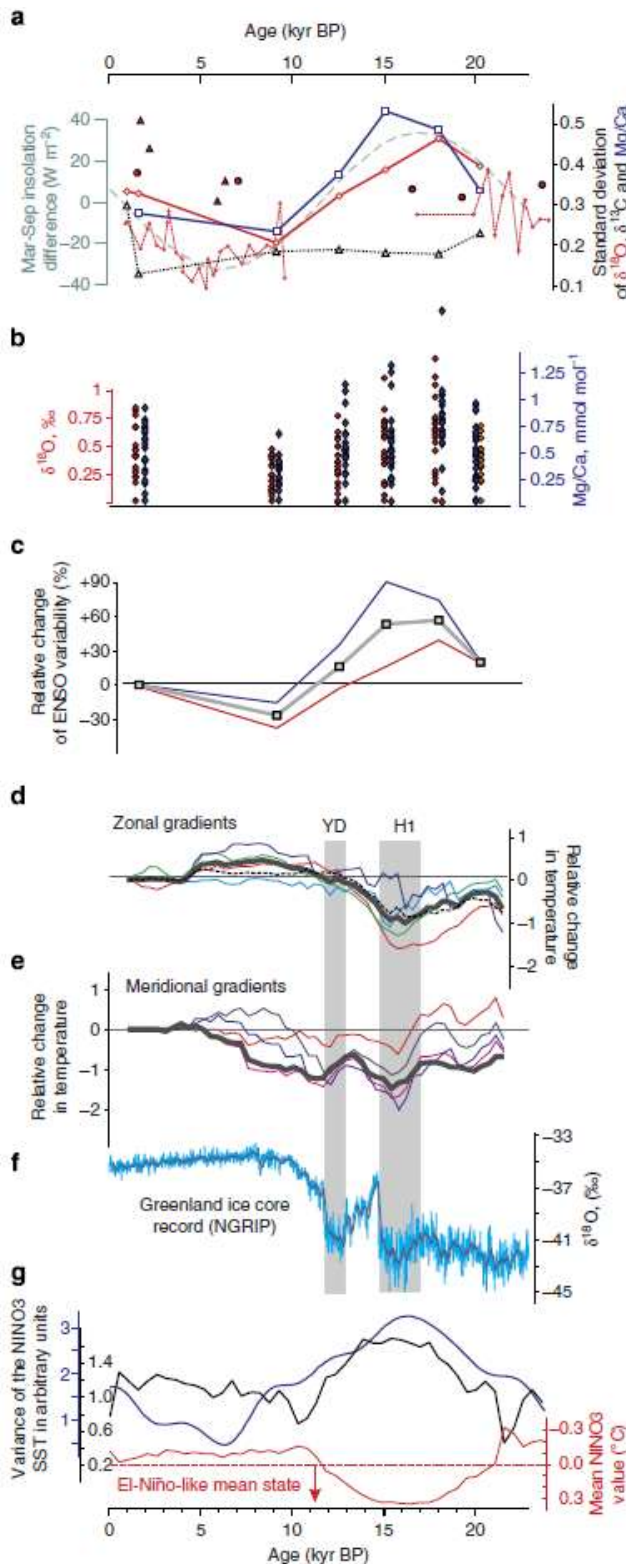 a
Age (kyr BP)
0 5 10 15 20
Mar-Sep insolation
difference (W m⁻²)
40
20
0
−20
−40
0.5
0.4
0.3
0.2
0.1
Standard deviation
of δ¹⁸O, δ¹³C and Mg/Ca
b
δ¹⁸O, ‰
1
0.75
0.5
0.25
1.25
1
0.75
0.5
0.25
Mg/Ca, mmol mol⁻¹
c
Relative change
of ENSO variability (%)
+90
+60
+30
0
−30
d
Zonal gradients
YD
H1
1
0
−1
−2
Relative change
in temperature
e
Meridional gradients
Relative change
in temperature
1
0
−1
−2
f
Greenland ice core
record (NGRIP)
−33
−37
−41
−45
δ¹⁸O, (‰)
g
Variance of the NINO3
SST in arbitrary units
3
2
1
1.4
1.0
0.6
0.2
El-Niño-like mean state
−0.3
0.0
0.3
Mean NINO3
value (°C)
0 5 10 15 20
Age (kyr BP)